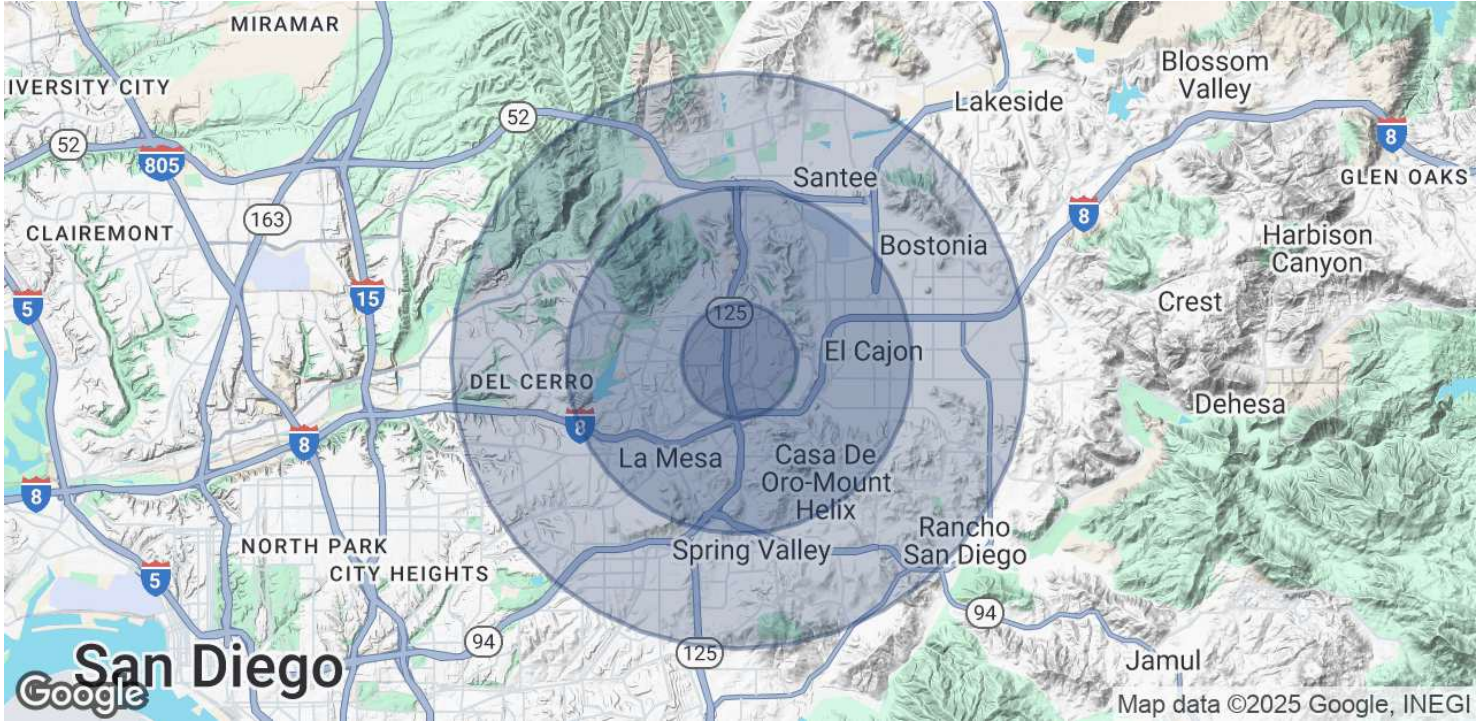 MIRAMAR
IVERSITY CITY
Blossom
Valley
Lakeside
52
52
805
8
Santee
GLEN OAKS
163
8
CLAIREMONT
Bostonia
Harbison
Canyon
5
15
Crest
125
El Cajon
DEL CERRO
Dehesa
8
8
La Mesa
Casa De
Oro-Mount
Helix
8
Rancho
San Diego
NORTH PARK
Spring Valley
CITY HEIGHTS
5
94
94
125
San Diego
Jamul
Google
Map data ©2025 Google, INEGI